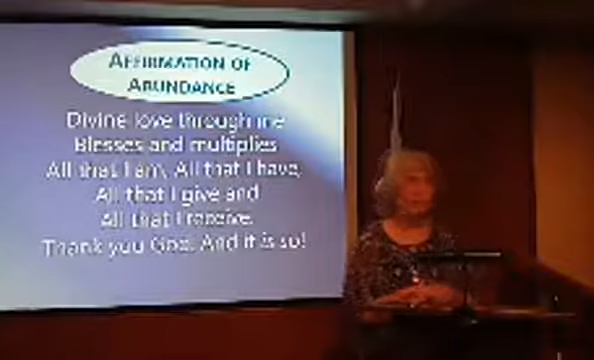 AFFIRMATION OF
ABUNDANCE
Divine love through me
Blesses and multiplies
All that I am, All that I have,
All that I give and
All that I receive.
Thank you God. And it is so!